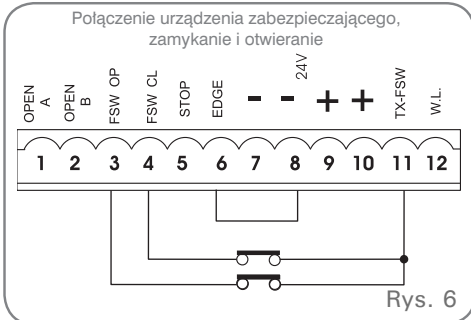 Połączenie urządzenia zabezpieczającego,
zamykanie i otwieranie
OPEN A
OPEN B
FSW OP
FSW CL
STOP
EDGE
-
-
24V
+
+
TX-FSW
W.L.
1 2 3 4 5 6 7 8 9 10 11 12
Rys. 6